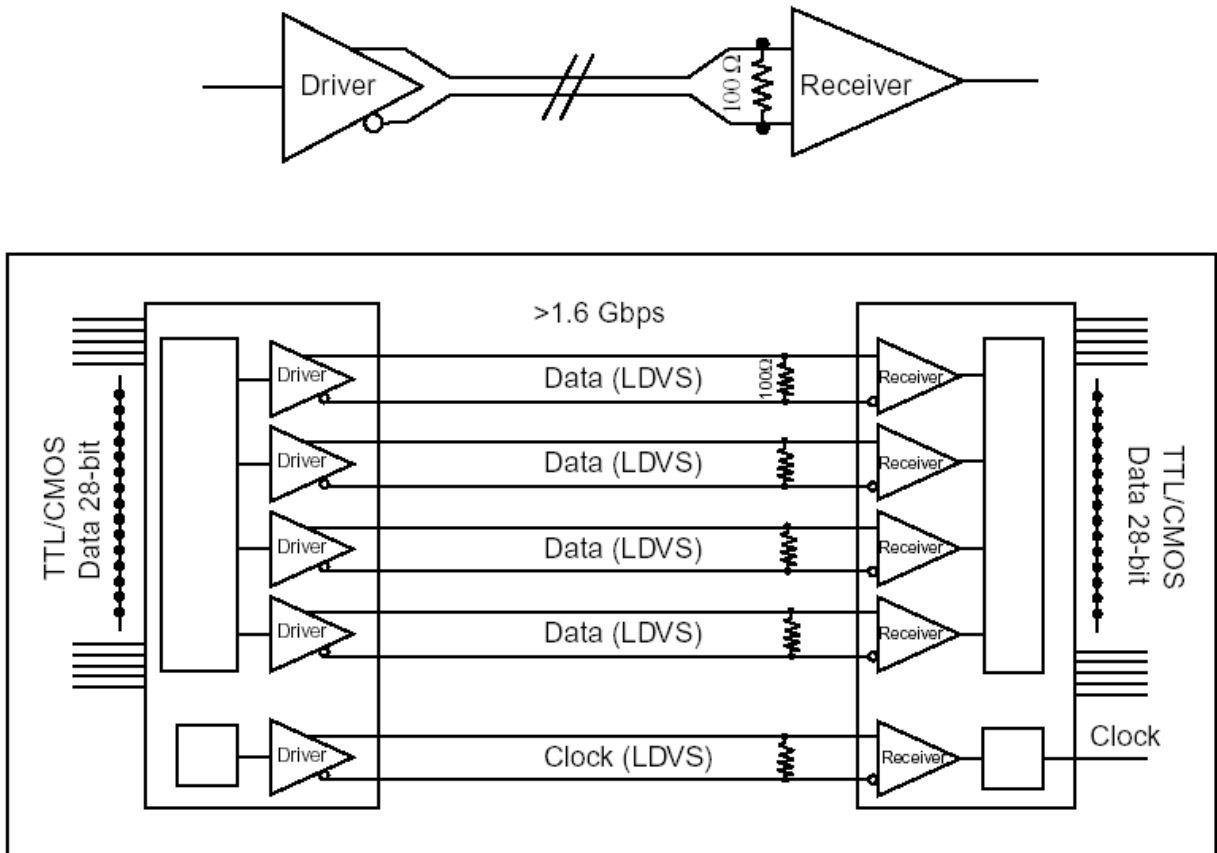 Driver
100 Ω
Receiver
>1.6 Gbps
TTL/CMOS
Data 28-bit
Driver
Data (LDVS)
100Ω
Receiver
Driver
Data (LDVS)
Receiver
Driver
Data (LDVS)
Receiver
Driver
Data (LDVS)
Receiver
Driver
Clock (LDVS)
Receiver
Clock
TTL/CMOS
Data 28-bit